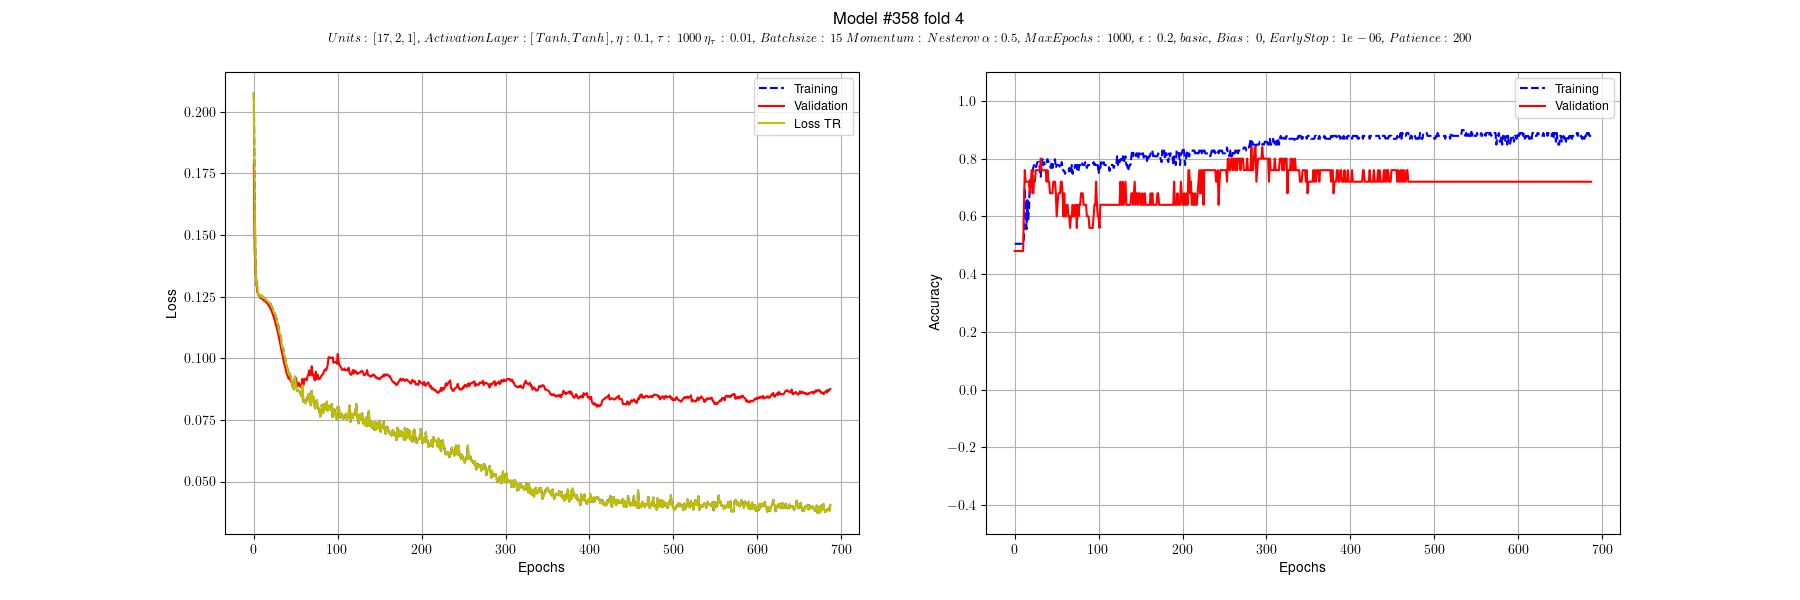 Model #358 fold 4
Units : [17, 2, 1], ActivationLayer : [Tanh, Tanh], η : 0.1, τ : 1000 η_τ : 0.01, Batchsize : 15 Momentum : Nesterov α : 0.5, MaxEpochs : 1000, ϵ : 0.2, basic, Bias : 0, EarlyStop : 1e − 06, Patience : 200
Training
Validation
Loss TR
0.200
0.175
0.150
0.125
0.100
0.075
0.050
Loss
0 100 200 300 400 500 600 700
Epochs
Training
Validation
1.0
0.8
0.6
0.4
0.2
0.0
−0.2
−0.4
Accuracy
0 100 200 300 400 500 600 700
Epochs